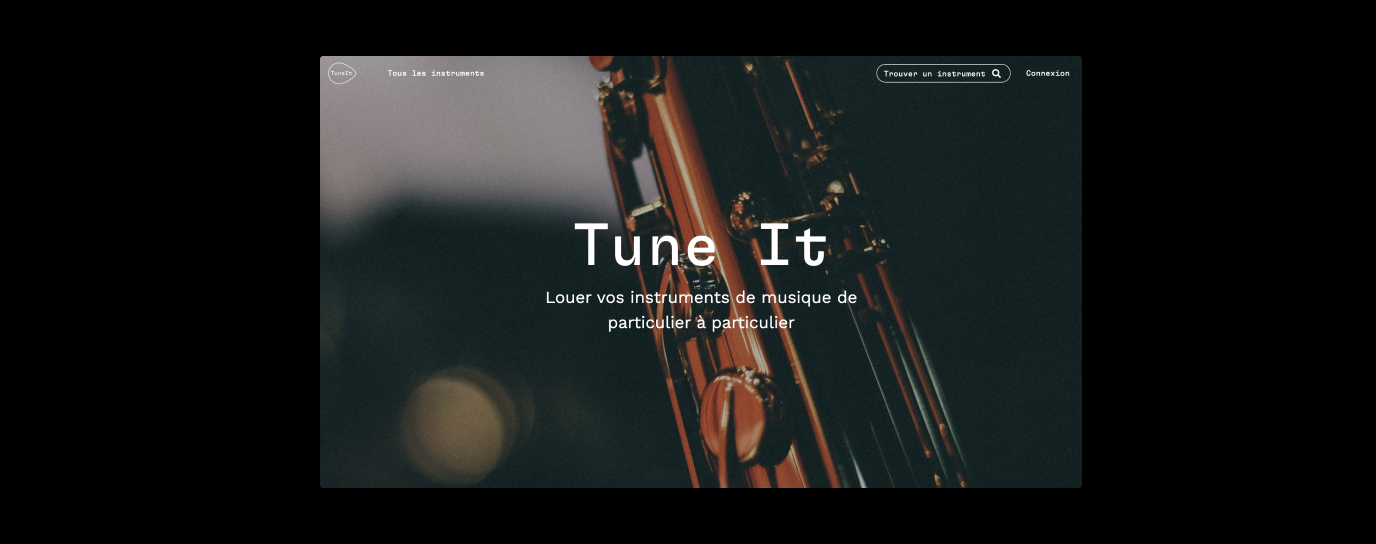 TuneIt
Tous les instruments
Trouver un instrument
Connexion
Tune It
Louer vos instruments de musique de
particulier à particulier